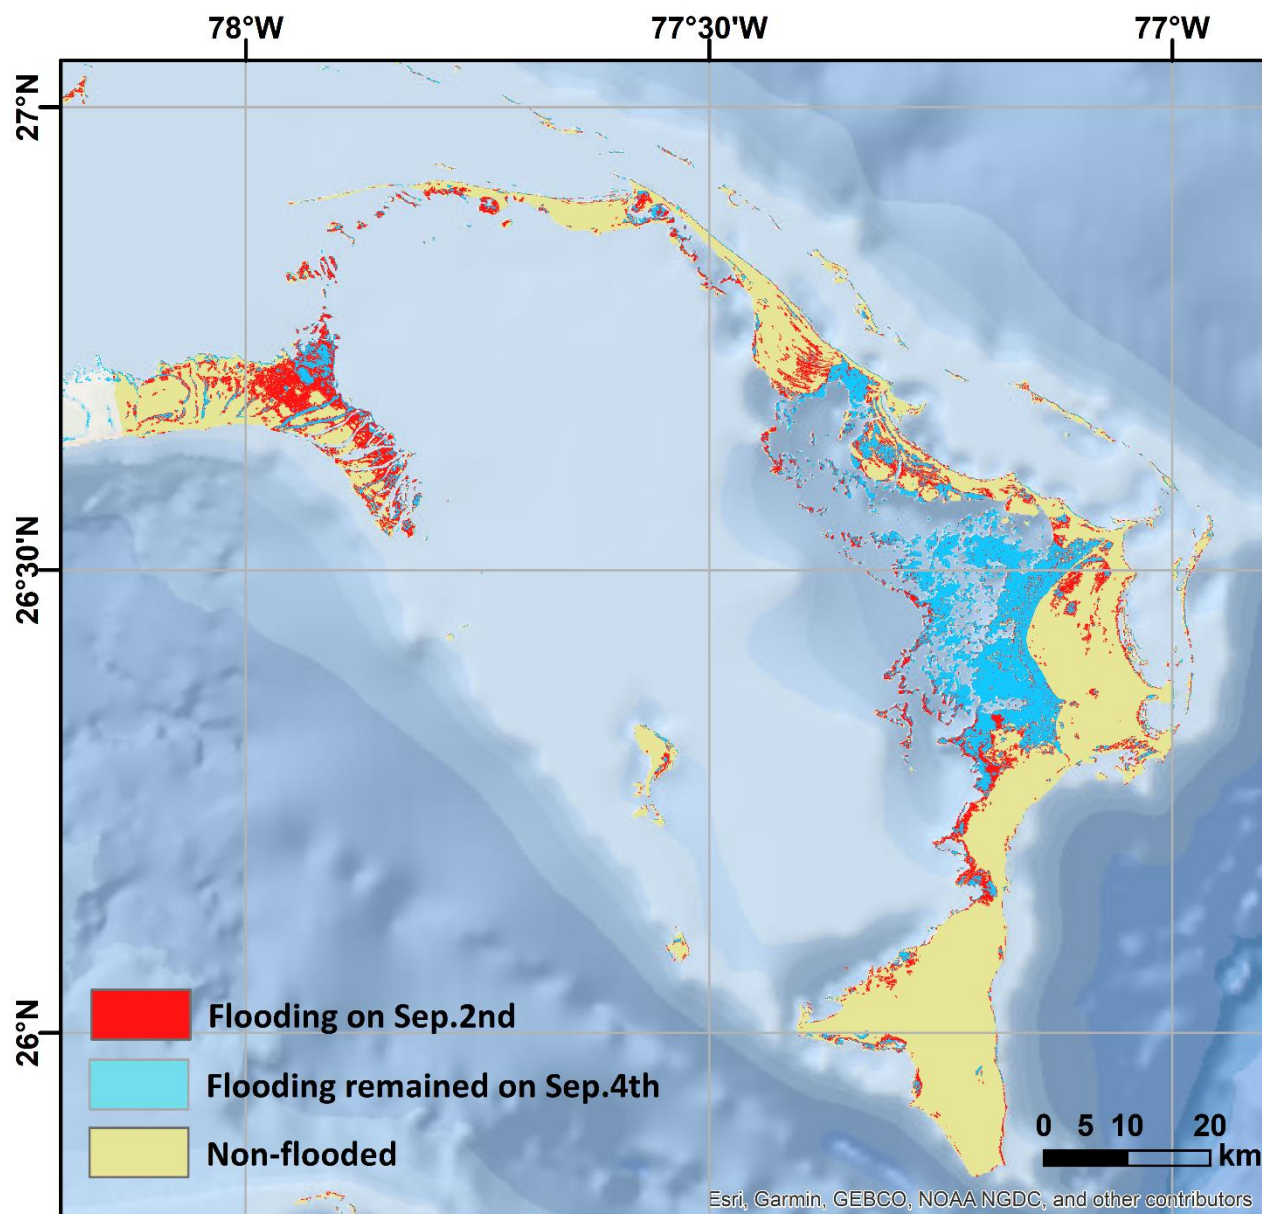 78°W
77°30'W
77°W
27°N
26°30'N
26°N
Flooding on Sep.2nd
Flooding remained on Sep.4th
Non-flooded
0 5 10 20
km
Esri, Garmin, GEBCO, NOAA NGDC, and other contributors